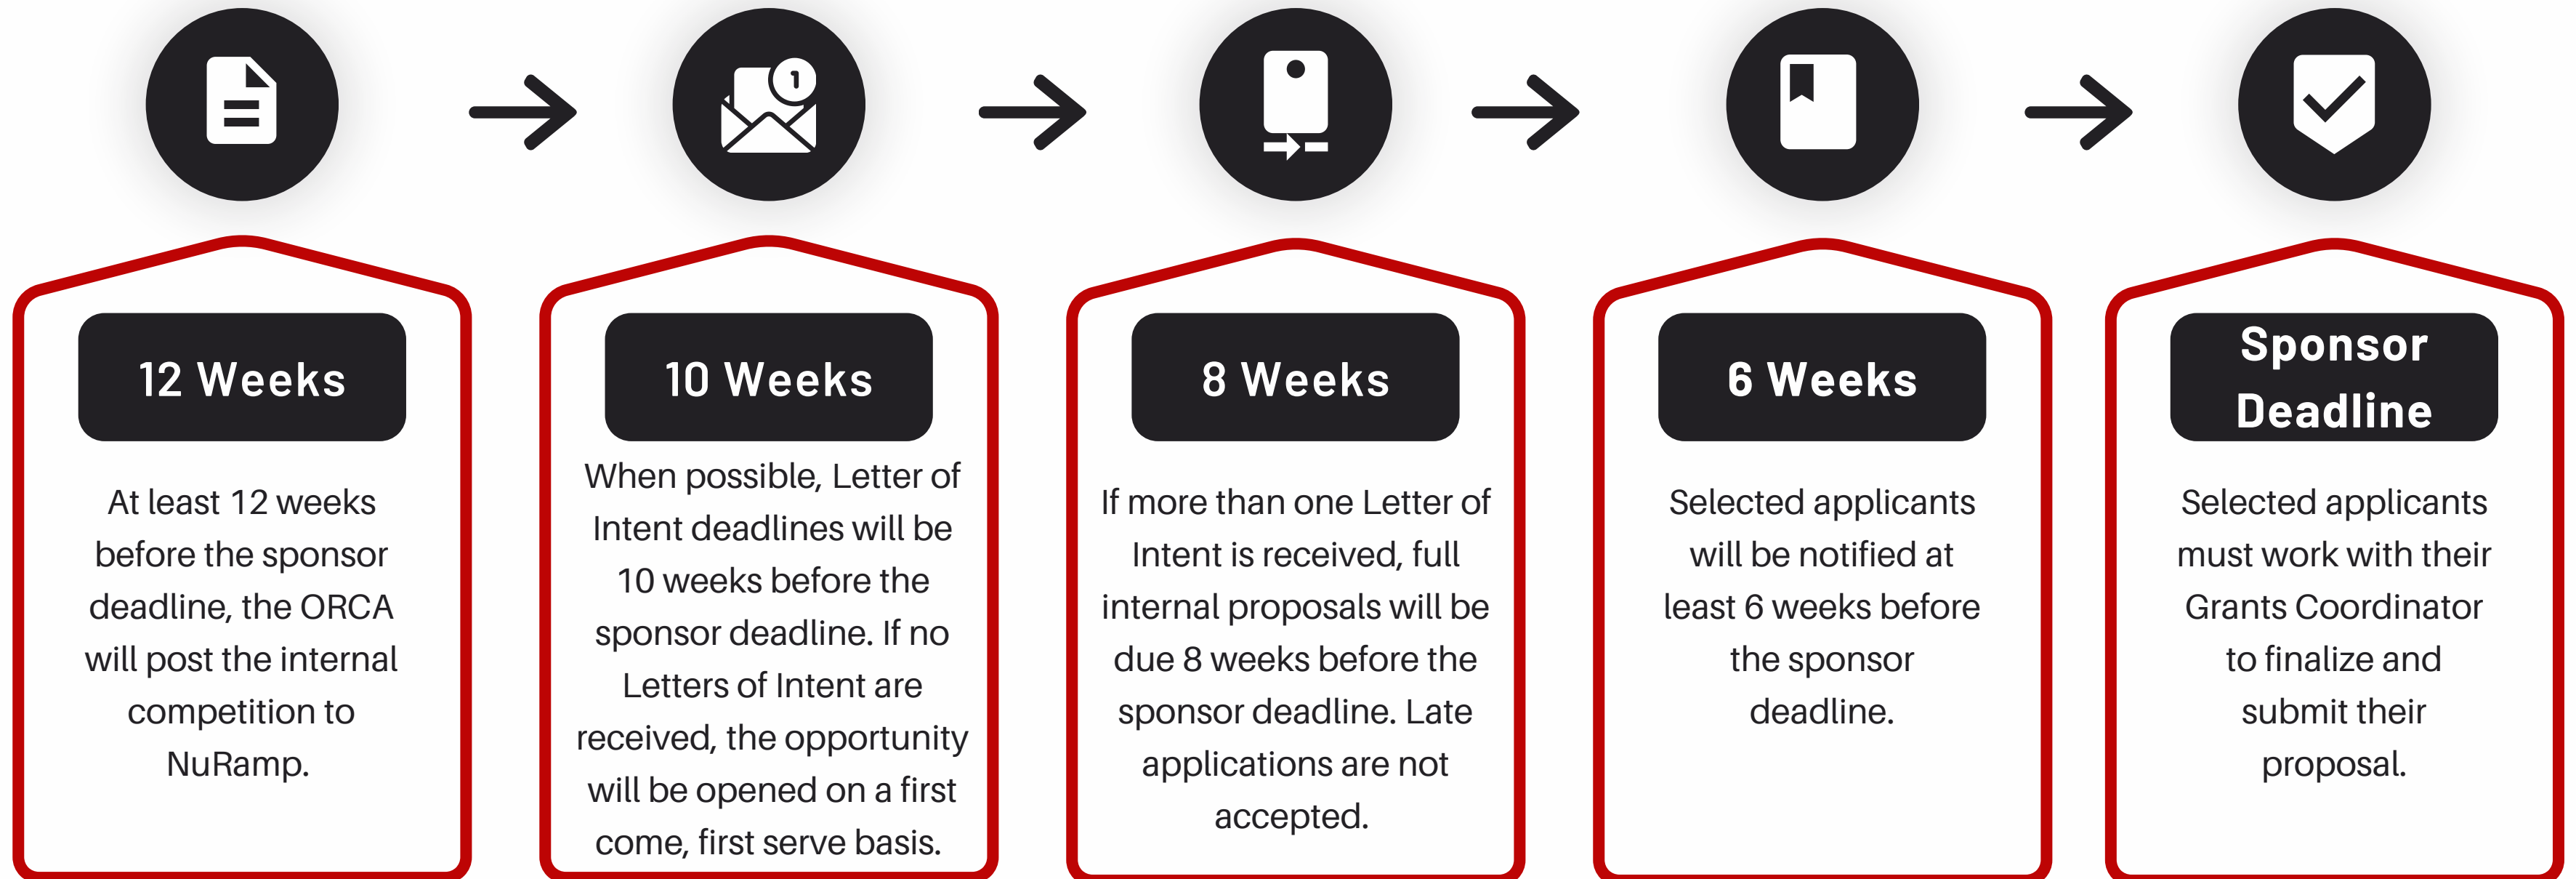 1
12 Weeks
At least 12 weeks
before the sponsor
deadline, the ORCA
will post the internal
competition to
NuRamp.
10 Weeks
When possible, Letter of
Intent deadlines will be
10 weeks before the
sponsor deadline. If no
Letters of Intent are
received, the opportunity
will be opened on a first
come, first serve basis.
8 Weeks
If more than one Letter of
Intent is received, full
internal proposals will be
due 8 weeks before the
sponsor deadline. Late
applications are not
accepted.
6 Weeks
Selected applicants
will be notified at
least 6 weeks before
the sponsor
deadline.
Sponsor
Deadline
Selected applicants
must work with their
Grants Coordinator
to finalize and
submit their
proposal.